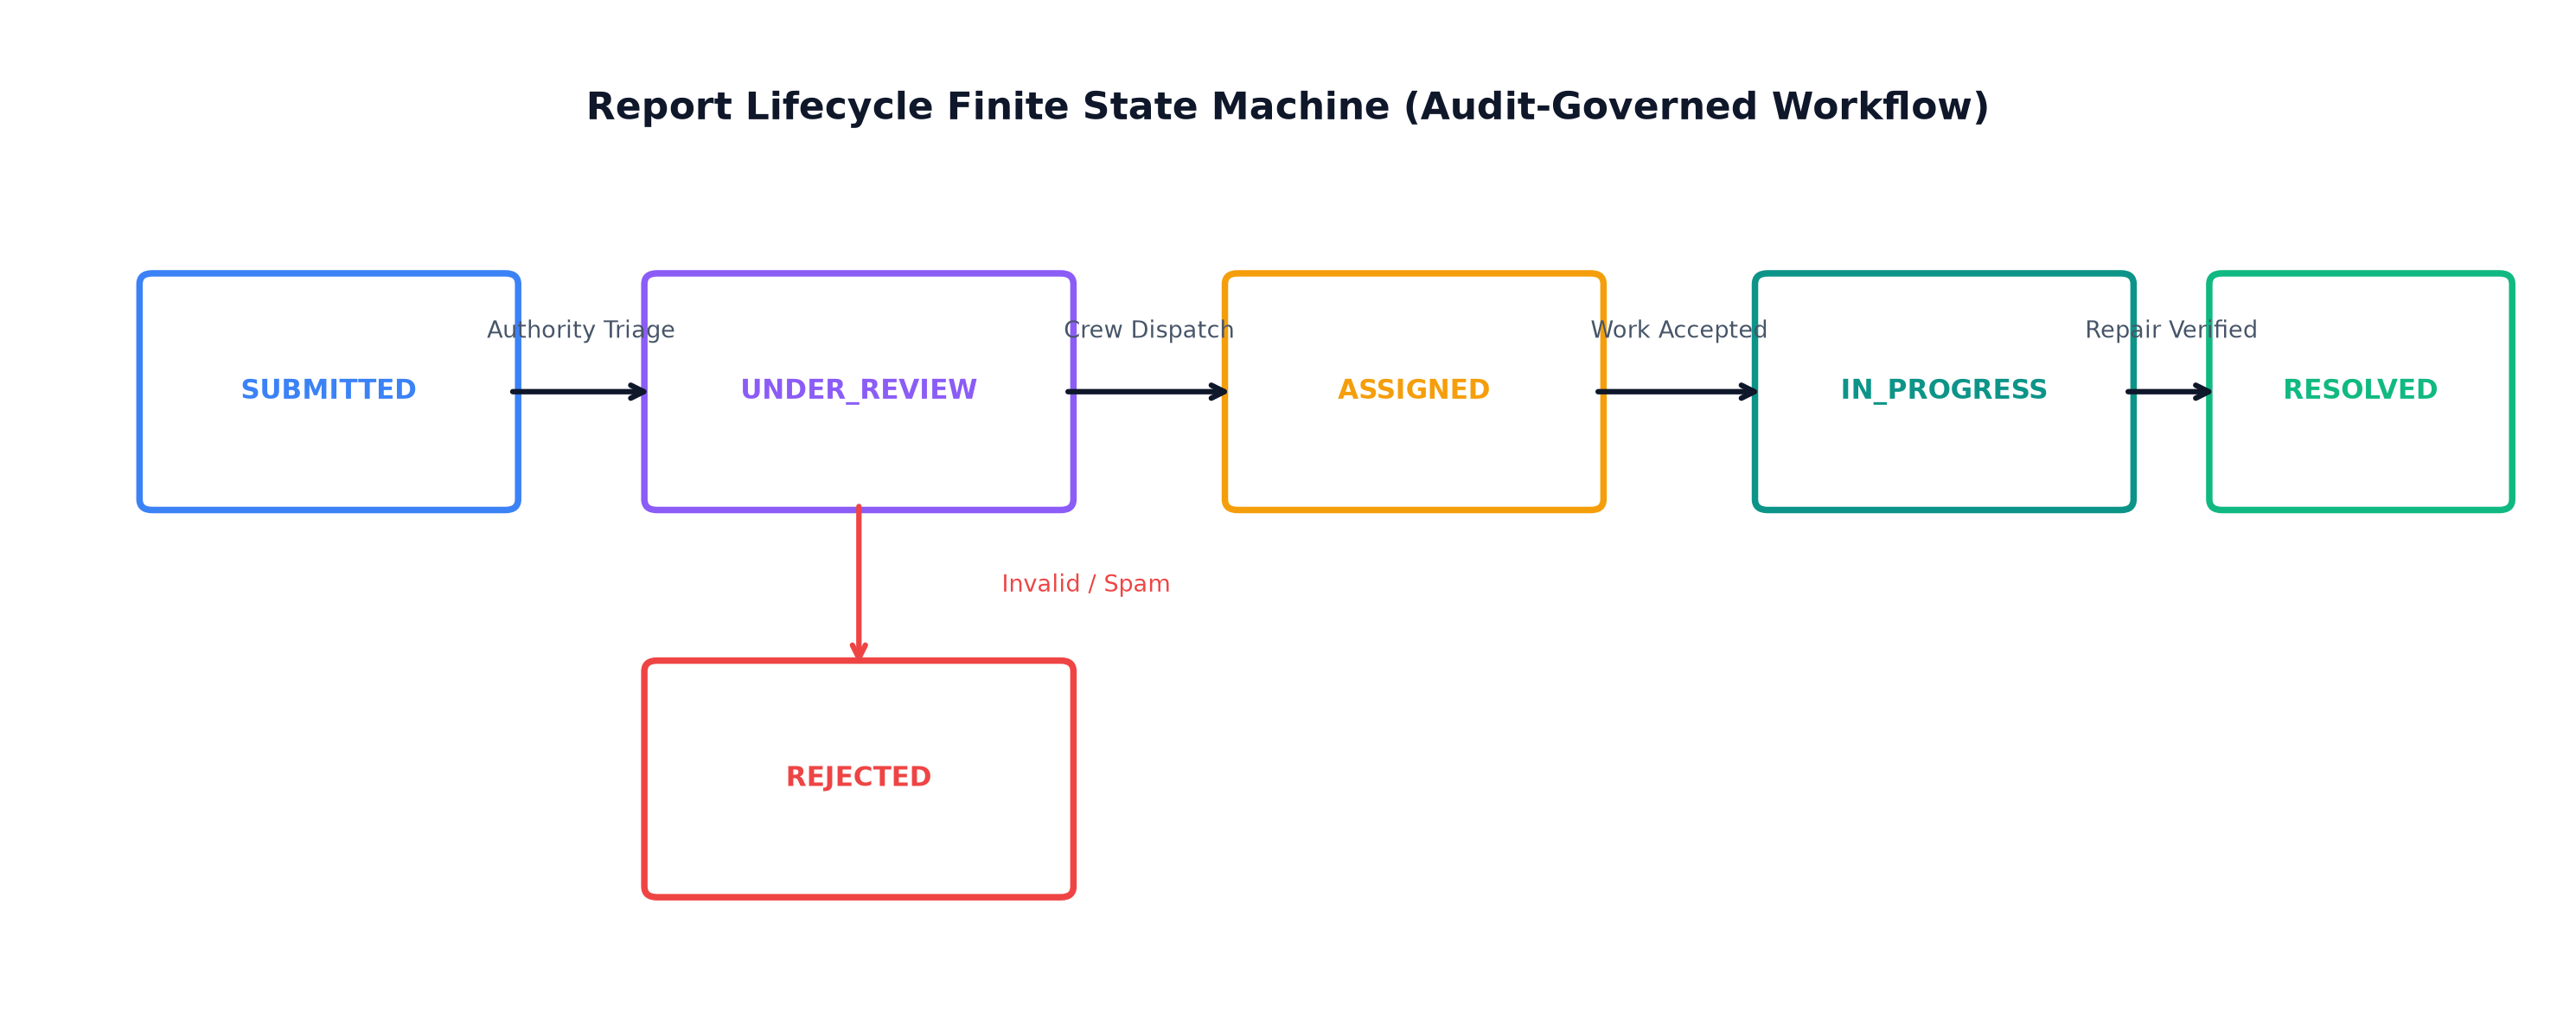 Report Lifecycle Finite State Machine (Audit-Governed Workflow)
Authority Triage
Crew Dispatch
Work Accepted
Repair Verified
SUBMITTED
UNDER_REVIEW
ASSIGNED
IN_PROGRESS
RESOLVED
Invalid / Spam
REJECTED